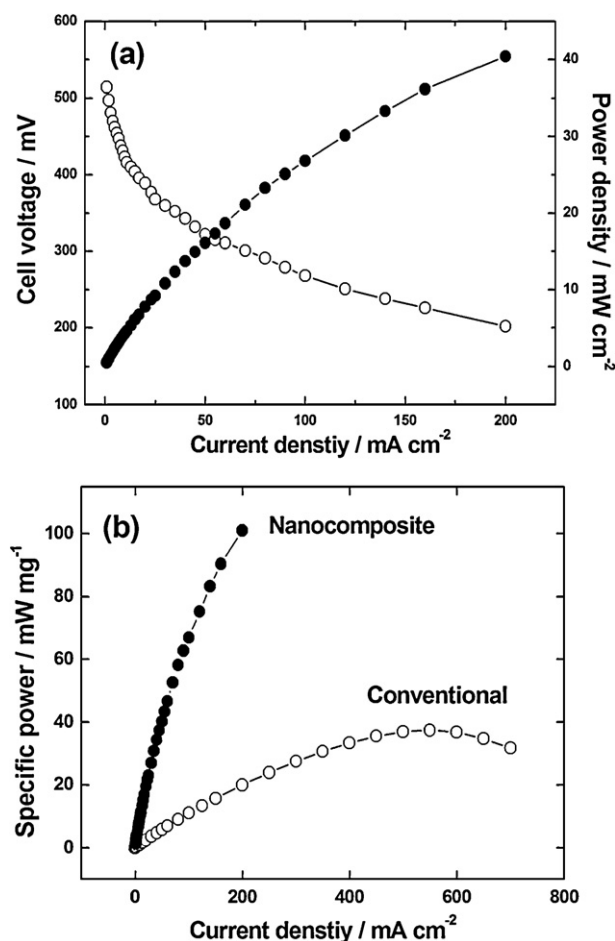 (a)
600
500
400
300
200
100
Cell voltage / mV
40
30
20
10
0
Power density / mW cm-2
0 50 100 150 200
Current denstiy / mA cm-2
(b)
Nanocomposite
Conventional
100
80
60
40
20
0
Specific power / mW mg-1
0 200 400 600 800
Current denstiy / mA cm-2